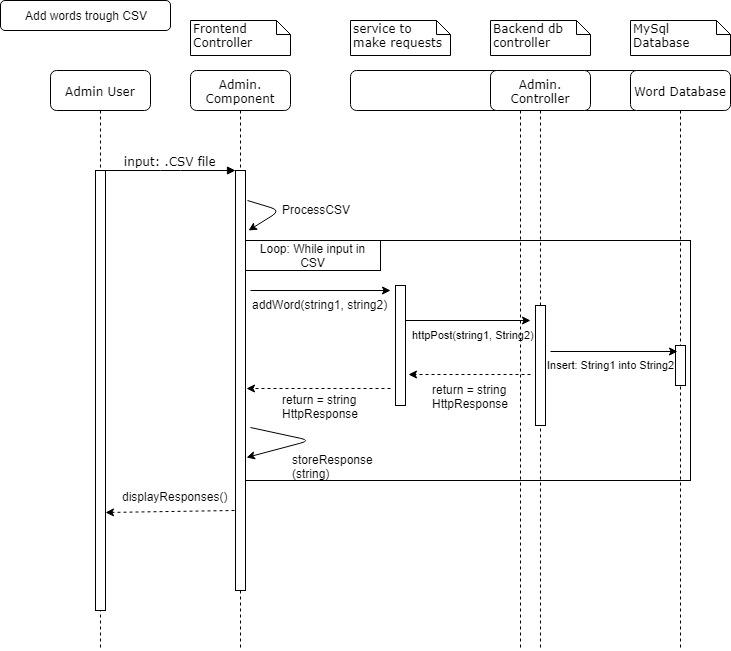 Add words trough CSV
Frontend
Controller
service to
make requests
Backend db
controller
MySql
Database
Admin User
Admin.
Component
Admin.
Controller
Word Database
input: .CSV file
ProcessCSV
Loop: While input in
CSV
addWord(string1, string2)
httpPost(string1, String2)
Insert: String1 into String2
return = string
HttpResponse
return = string
HttpResponse
storeResponse
(string)
displayResponses()